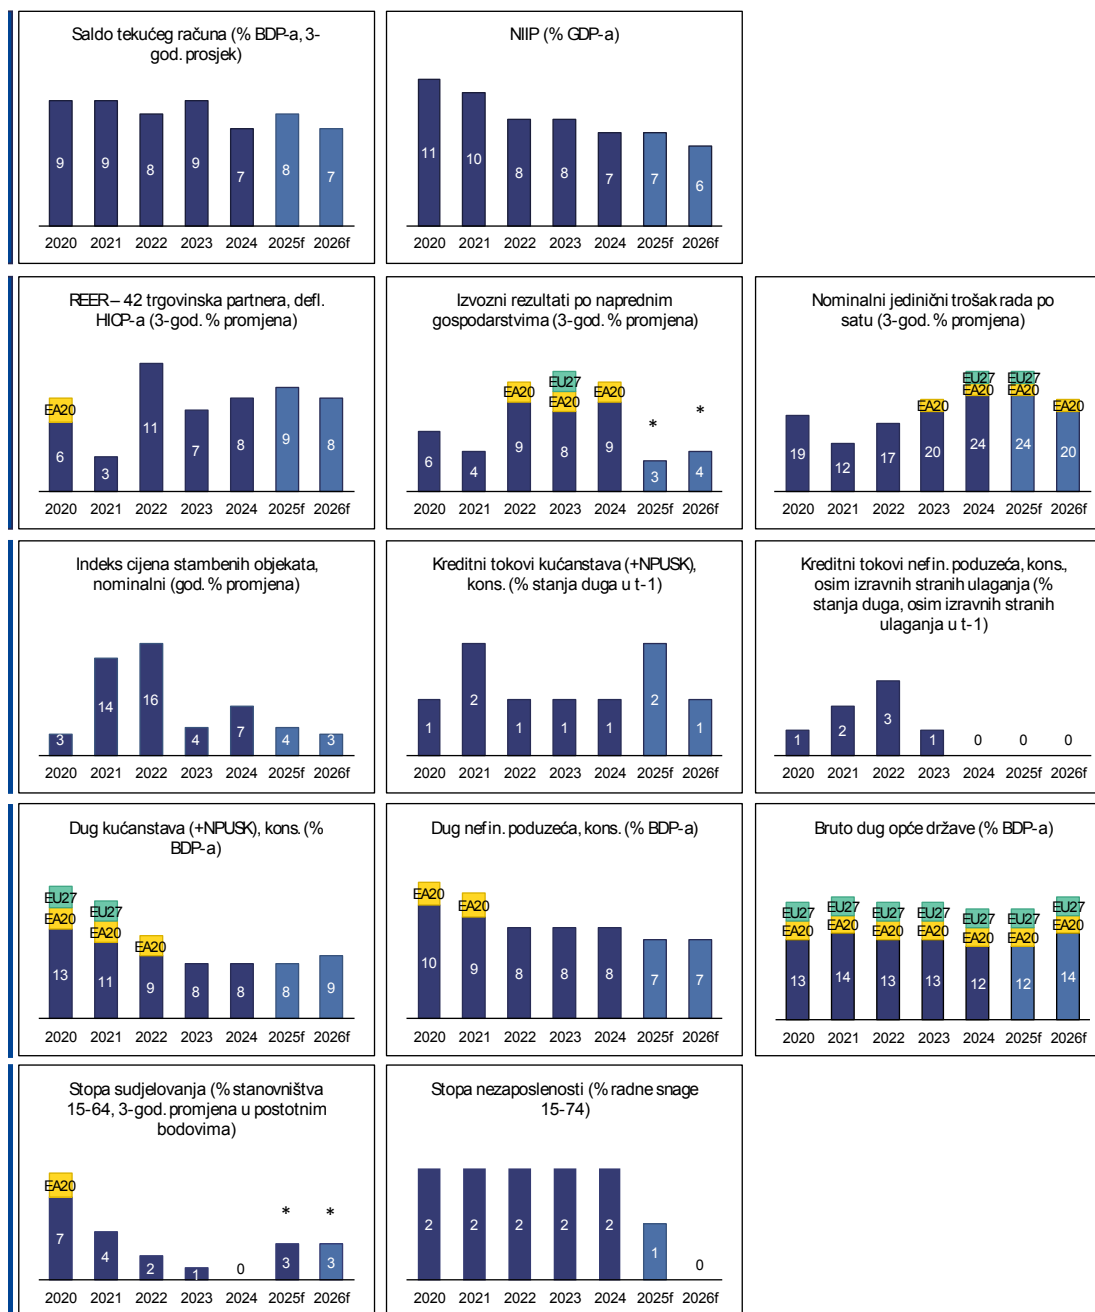 Saldo tekućeg računa (% BDP-a, 3-
god. prosjek)
9 9 8 9 7 8 7
2020 2021 2022 2023 2024 2025f 2026f
NIIP (% GDP-a)
11 10 8 8 7 7 6
2020 2021 2022 2023 2024 2025f 2026f
REER – 42 trgovinska partnera, defl.
HICP-a (3-god. % promjena)
EA20
6 3 11 7 8 9 8
2020 2021 2022 2023 2024 2025f 2026f
Izvozni rezultati po naprednim
gospodarstvima (3-god. % promjena)
EU27
EA20 EA20 EA20
* *
6 4 9 8 9 3 4
2020 2021 2022 2023 2024 2025f 2026f
Nominalni jedinični trošak rada po
satu (3-god. % promjena)
EU27 EU27
EA20 EA20 EA20 EA20
19 12 17 20 24 24 20
2020 2021 2022 2023 2024 2025f 2026f
Indeks cijena stambenih objekata,
nominalni (god. % promjena)
3 14 16 4 7 4 3
2020 2021 2022 2023 2024 2025f 2026f
Kreditni tokovi kućanstava (+NPUSK),
kons. (% stanja duga u t-1)
1 2 1 1 1 2 1
2020 2021 2022 2023 2024 2025f 2026f
Kreditni tokovi nefin. poduzeća, kons.,
osim izravnih stranih ulaganja (%
stanja duga, osim izravnih stranih
ulaganja u t-1)
1 2 3 1 0 0 0
2020 2021 2022 2023 2024 2025f 2026f
Dug kućanstava (+NPUSK), kons. (%
BDP-a)
EU27 EU27
EA20 EA20 EA20
13 11 9 8 8 8 9
2020 2021 2022 2023 2024 2025f 2026f
Dug nefin. poduzeća, kons. (% BDP-a)
EA20 EA20
10 9 8 8 8 7 7
2020 2021 2022 2023 2024 2025f 2026f
Bruto dug opće države (% BDP-a)
EU27 EU27 EU27 EU27 EU27 EU27 EU27
EA20 EA20 EA20 EA20 EA20 EA20 EA20
13 14 13 13 12 12 14
2020 2021 2022 2023 2024 2025f 2026f
Stopa sudjelovanja (% stanovništva
15-64, 3-god. promjena u postotnim
bodovima)
EA20
* *
7 4 2 1 0 3 3
2020 2021 2022 2023 2024 2025f 2026f
Stopa nezaposlenosti (% radne snage
15-74)
2 2 2 2 2 1 0
2020 2021 2022 2023 2024 2025f 2026f